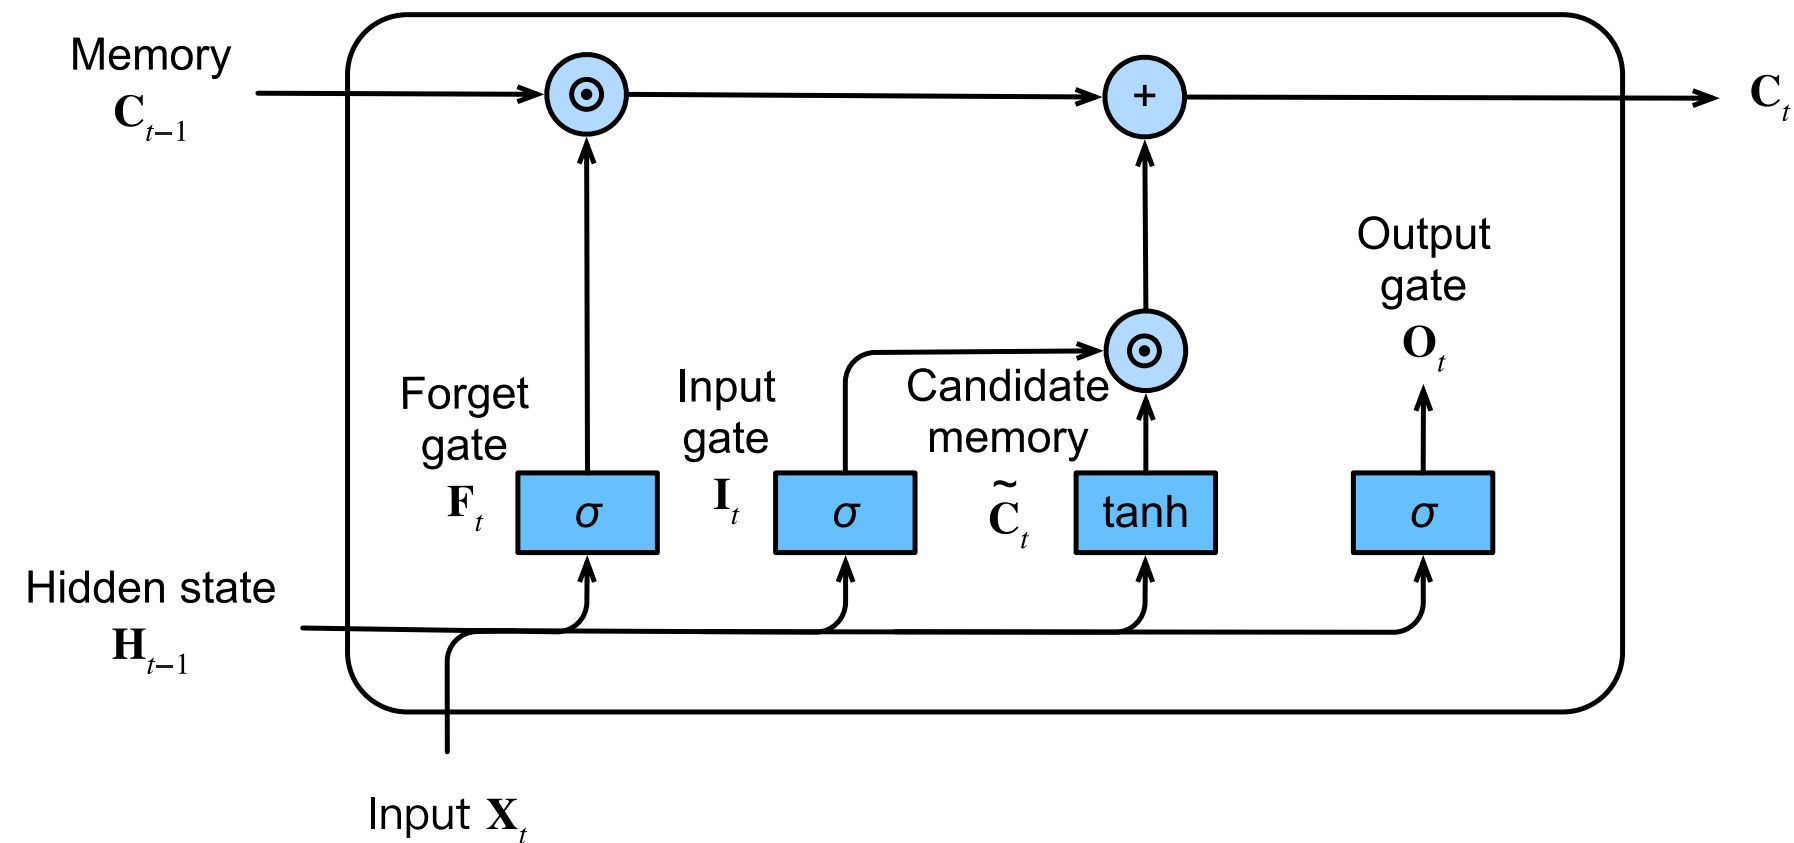 Memory
C_{t−1}
⊙
+
C_t
Output
gate
O_t
⊙
Forget
gate
F_t
Input
gate
I_t
Candidate
memory
C̃_t
σ
σ
tanh
σ
Hidden state
H_{t−1}
Input X_t